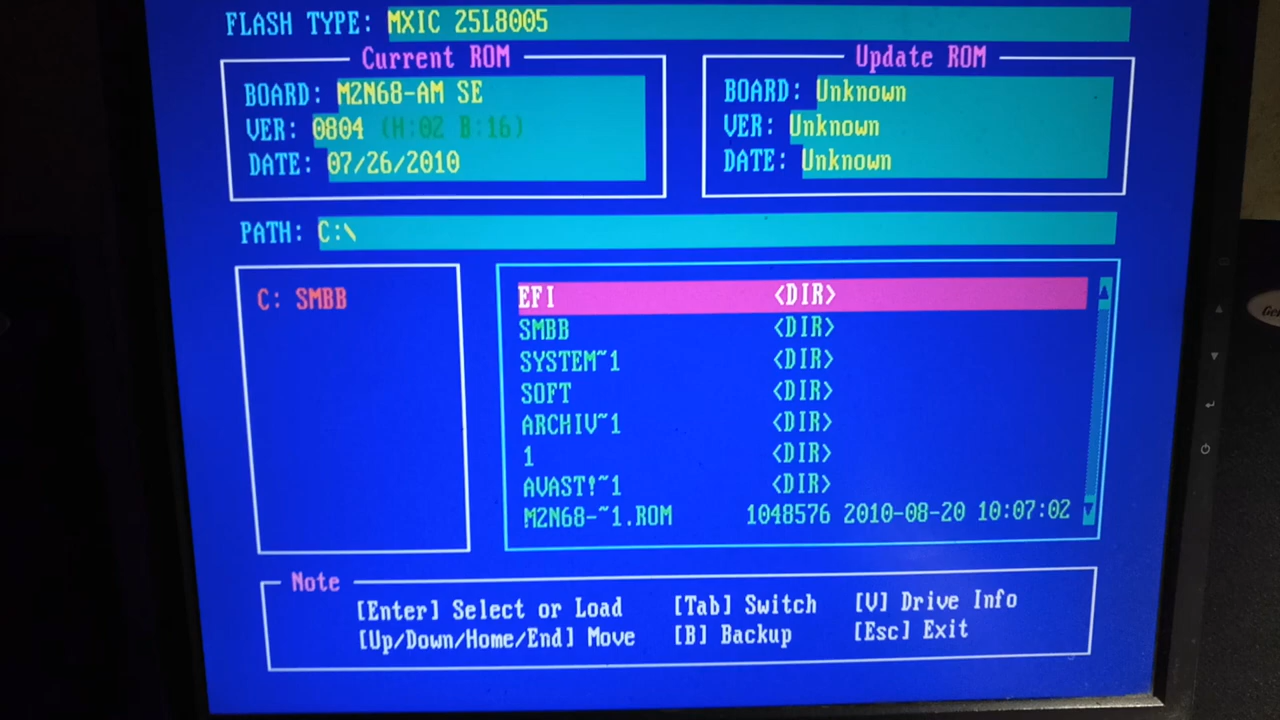 FLASH TYPE: MXIC 25L8005
Current ROM
BOARD: M2N68-AM SE
VER: 0804 (H:02 B:16)
DATE: 07/26/2010
Update ROM
BOARD: Unknown
VER: Unknown
DATE: Unknown
PATH: C:\
C: SMBB
EFI <DIR>
SMBB <DIR>
SYSTEM~1 <DIR>
SOFT <DIR>
ARCHIV~1 <DIR>
1 <DIR>
AVAST!~1 <DIR>
M2N68-~1.ROM 1048576 2010-08-20 10:07:02
Note
[Enter] Select or Load [Tab] Switch [V] Drive Info
[Up/Down/Home/End] Move [B] Backup [Esc] Exit